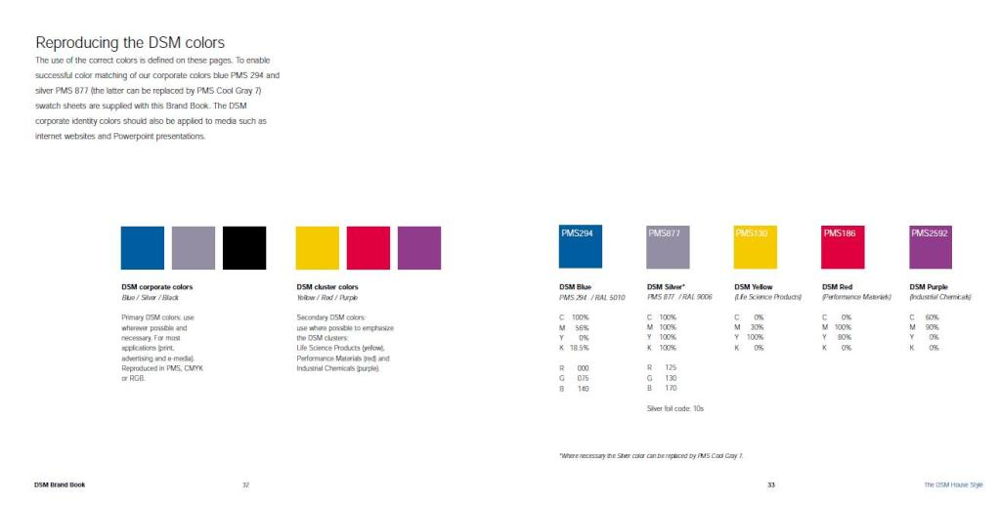 Reproducing the DSM colors
The use of the correct colors is defined on these pages. To enable
successful color matching of our corporate colors blue PMS 294 and
silver PMS 877 (the latter can be replaced by PMS Cool Gray 7)
swatch sheets are supplied with this Brand Book. The DSM
corporate identity colors should also be applied to media such as
internet websites and Powerpoint presentations.
DSM corporate colors
Blue / Silver / Black
Primary DSM colors: use
wherever possible and
necessary. For most
applications (print,
advertising and e-media).
Reproduced in PMS, CMYK
or RGB.
DSM cluster colors
Yellow / Red / Purple
Secondary DSM colors:
use where possible to emphasize
the DSM clusters:
Life Science Products (yellow),
Performance Materials (red) and
Industrial Chemicals (purple).
PMS294
DSM Blue
PMS 294 / RAL 5010
C 100%
M 56%
Y 0%
K 18.5%
R 000
G 075
B 140
PMS877
DSM Silver*
PMS 877 / RAL 9006
C 100%
M 100%
Y 100%
K 100%
R 125
G 130
B 170
Silver foil code: 10s
PMS130
DSM Yellow
(Life Science Products)
C 0%
M 30%
Y 100%
K 0%
PMS186
DSM Red
(Performance Materials)
C 0%
M 100%
Y 80%
K 0%
PMS2592
DSM Purple
(Industrial Chemicals)
C 60%
M 90%
Y 0%
K 0%
*Where necessary the Silver color can be replaced by PMS Cool Gray 7.
DSM Brand Book
32
33
The DSM House Style